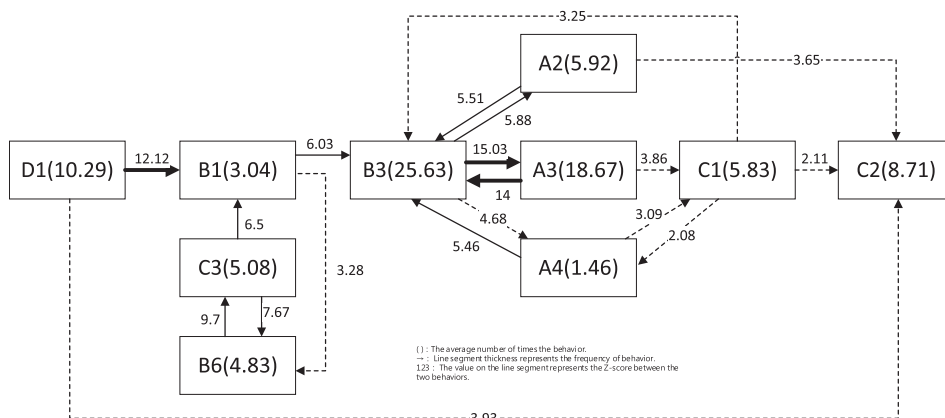 3.25
A2(5.92)
3.65
5.51
5.88
D1(10.29)
12.12
B1(3.04)
6.03
B3(25.63)
15.03
14
A3(18.67)
3.86
C1(5.83)
2.11
C2(8.71)
4.68
3.09
2.08
6.5
5.46
C3(5.08)
3.28
A4(1.46)
9.7
7.67
B6(4.83)
( ) : The average number of times the behavior.
→ : Line segment thickness represents the frequency of behavior.
123 : The value on the line segment represents the Z-score between the
two behaviors.
3.93